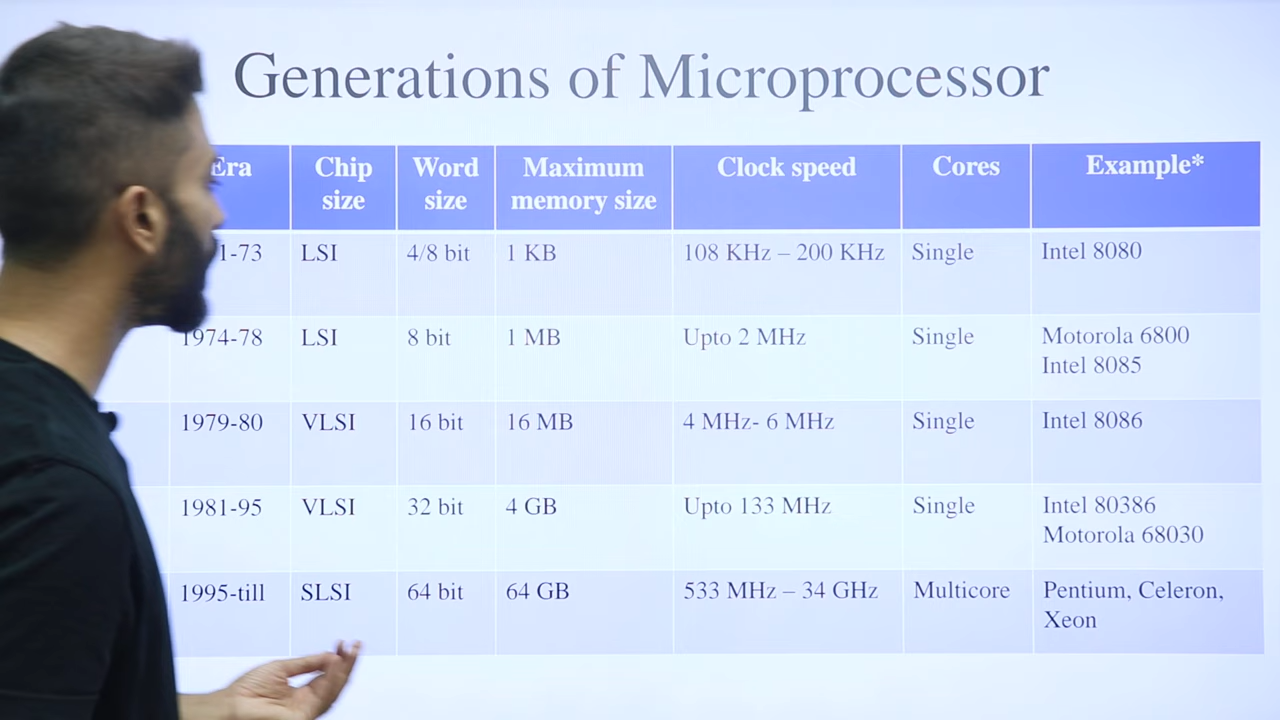 Generations of Microprocessor
Era Chip size Word size Maximum memory size Clock speed Cores Example*
1-73 LSI 4/8 bit 1 KB 108 KHz – 200 KHz Single Intel 8080
1974-78 LSI 8 bit 1 MB Upto 2 MHz Single Motorola 6800
Intel 8085
1979-80 VLSI 16 bit 16 MB 4 MHz- 6 MHz Single Intel 8086
1981-95 VLSI 32 bit 4 GB Upto 133 MHz Single Intel 80386
Motorola 68030
1995-till SLSI 64 bit 64 GB 533 MHz – 34 GHz Multicore Pentium, Celeron,
Xeon